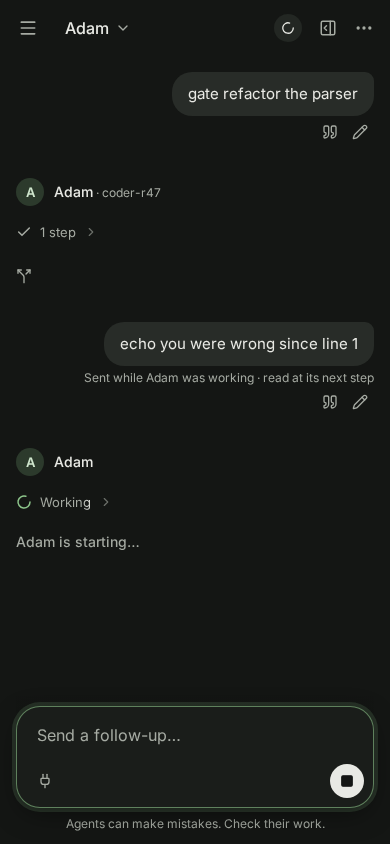 Adam
gate refactor the parser
A Adam · coder-r47
1 step
echo you were wrong since line 1
Sent while Adam was working · read at its next step
A Adam
Working
Adam is starting...
Send a follow-up...
Agents can make mistakes. Check their work.